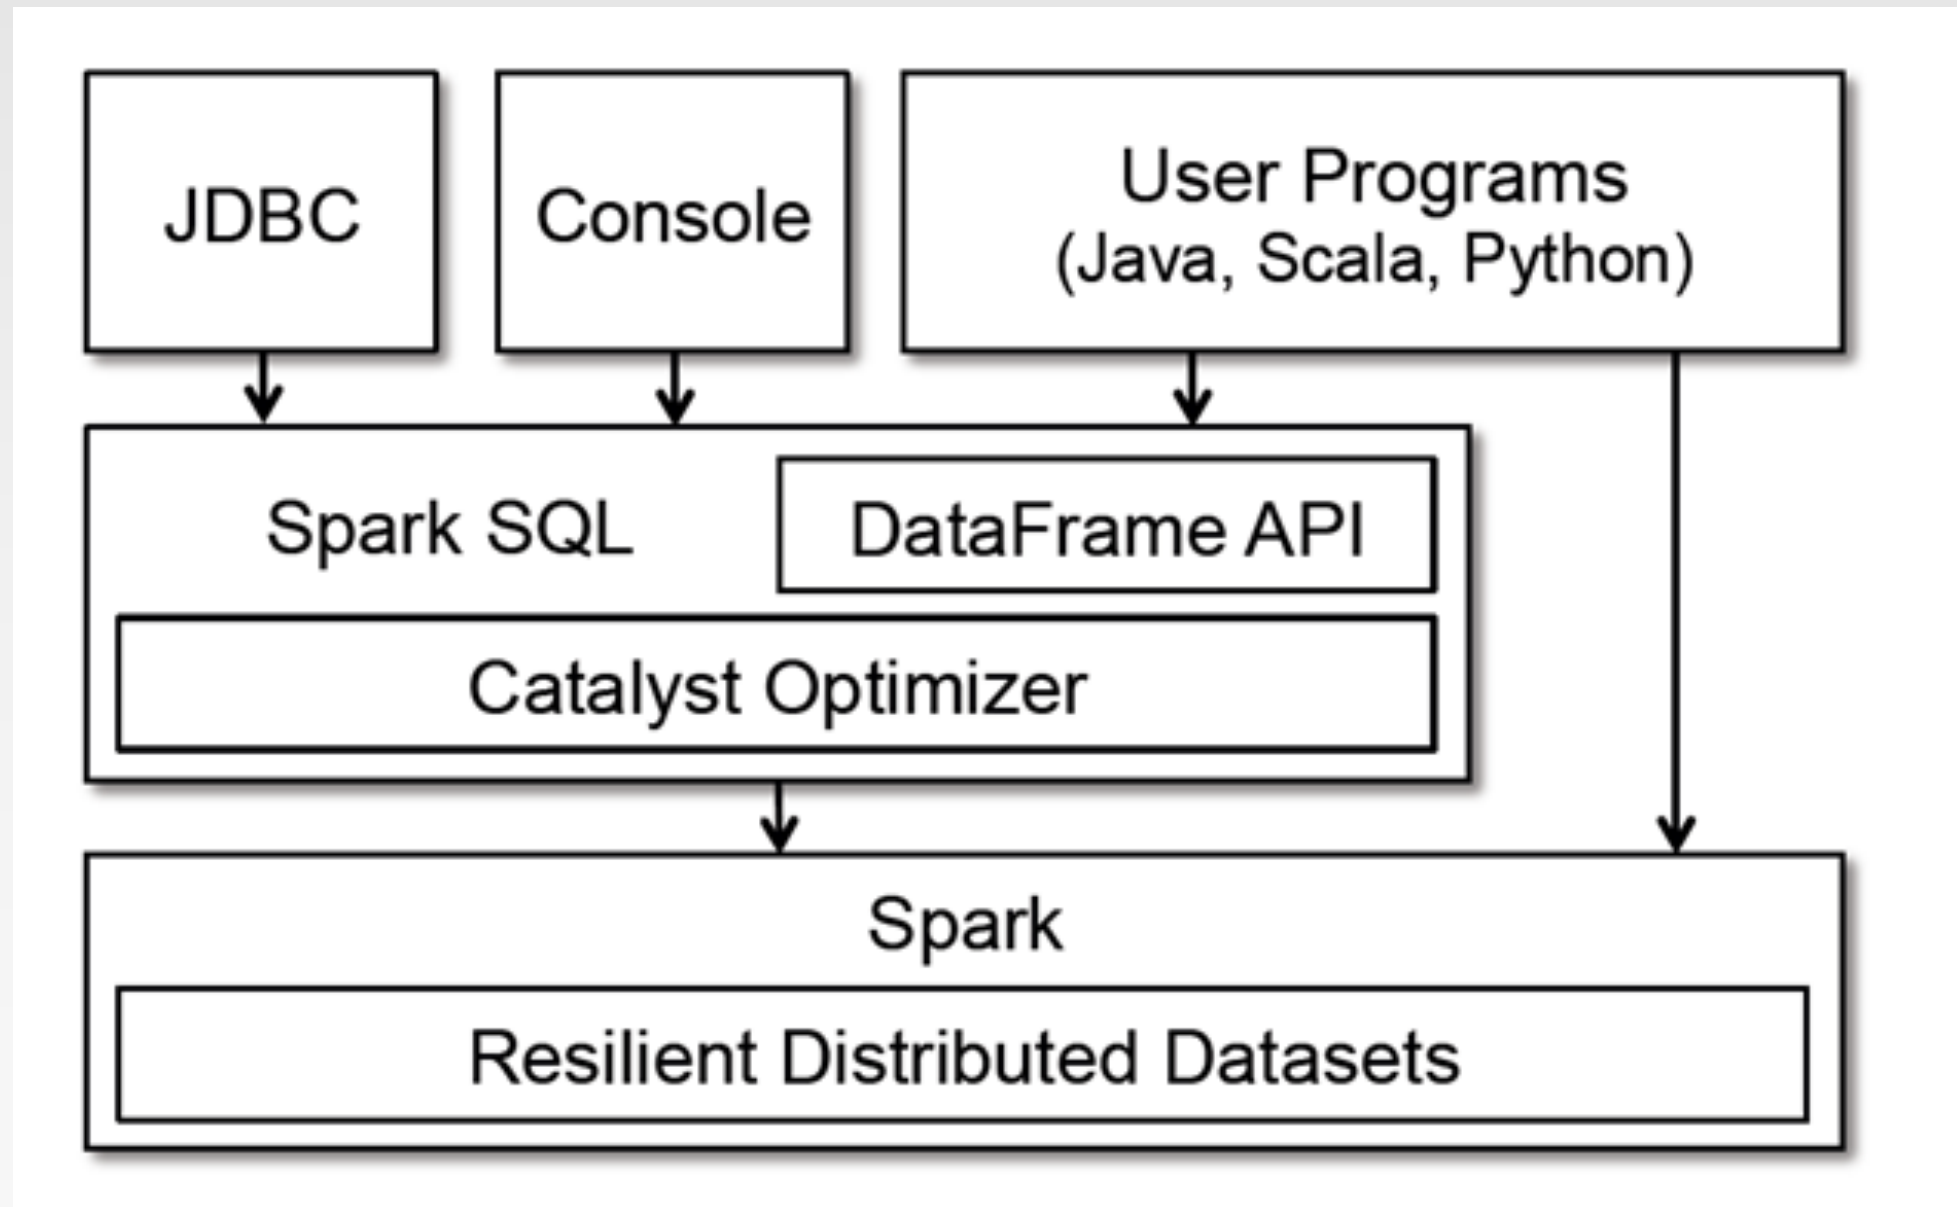 JDBC
Console
User Programs
(Java, Scala, Python)
Spark SQL
DataFrame API
Catalyst Optimizer
Spark
Resilient Distributed Datasets